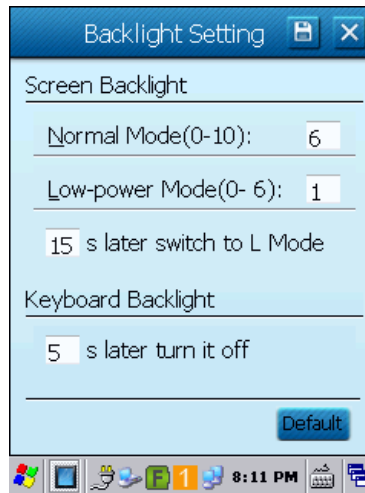 Backlight Setting
Screen Backlight
Normal Mode(0-10): 6
Low-power Mode(0- 6): 1
15 s later switch to L Mode
Keyboard Backlight
5 s later turn it off
Default
F 1 8:11 PM